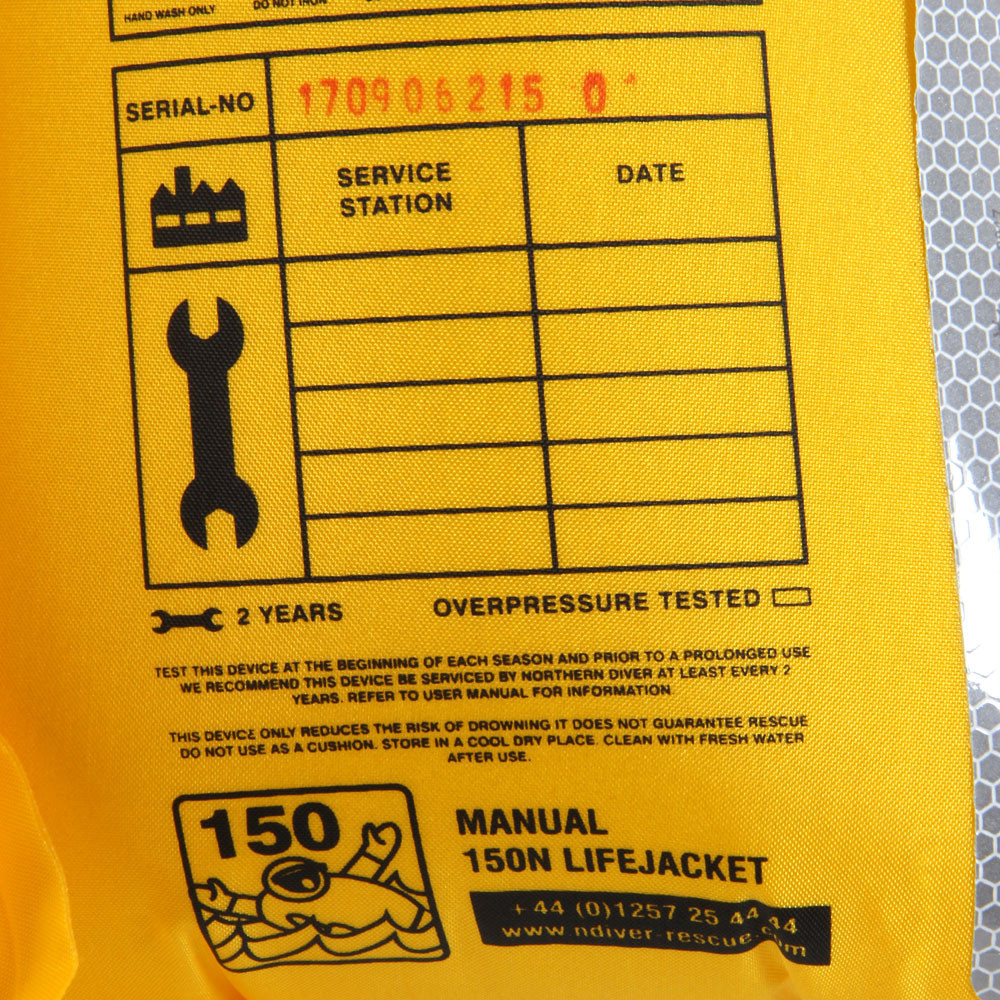 HAND WASH ONLY DO NOT IRON
SERIAL-NO 170906215 0
SERVICE STATION DATE
2 YEARS OVERPRESSURE TESTED
TEST THIS DEVICE AT THE BEGINNING OF EACH SEASON AND PRIOR TO A PROLONGED USE
WE RECOMMEND THIS DEVICE BE SERVICED BY NORTHERN DIVER AT LEAST EVERY 2
YEARS. REFER TO USER MANUAL FOR INFORMATION.
THIS DEVICE ONLY REDUCES THE RISK OF DROWNING IT DOES NOT GUARANTEE RESCUE
DO NOT USE AS A CUSHION. STORE IN A COOL DRY PLACE. CLEAN WITH FRESH WATER
AFTER USE.
150
MANUAL
150N LIFEJACKET
+44 (0)1257 25 44 44
www.ndiver-rescue.com